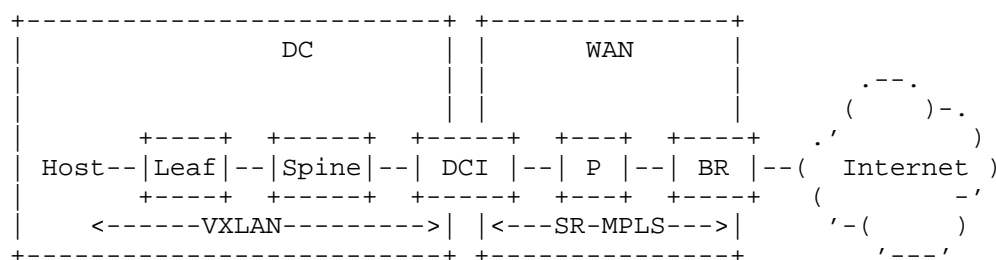 DC WAN
Host--|Leaf|--|Spine|--| DCI |--| P |--| BR |--( Internet )
<------VXLAN--------->| |<---SR-MPLS--->|